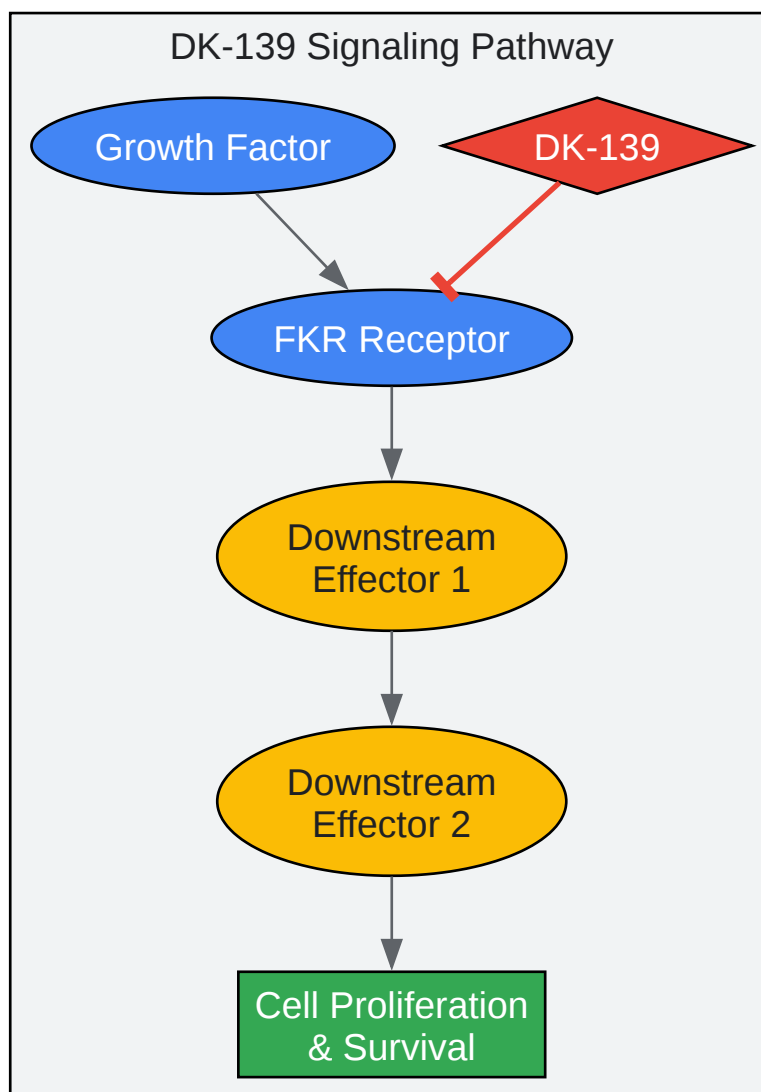 DK-139 Signaling Pathway
Growth Factor
DK-139
FKR Receptor
Downstream
Effector 1
Downstream
Effector 2
Cell Proliferation
& Survival